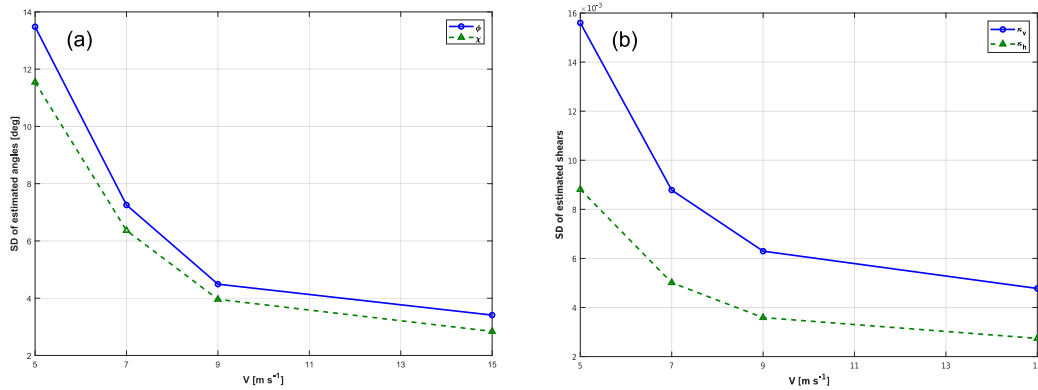 (a)
ϕ
χ
14
12
10
8
6
4
2
SD of estimated angles [deg]
5
7
9
11
13
15
V [m s⁻¹]
(b)
×10⁻³
κᵥ
κₕ
16
14
12
10
8
6
4
2
SD of estimated shears
5
7
9
11
13
V [m s⁻¹]